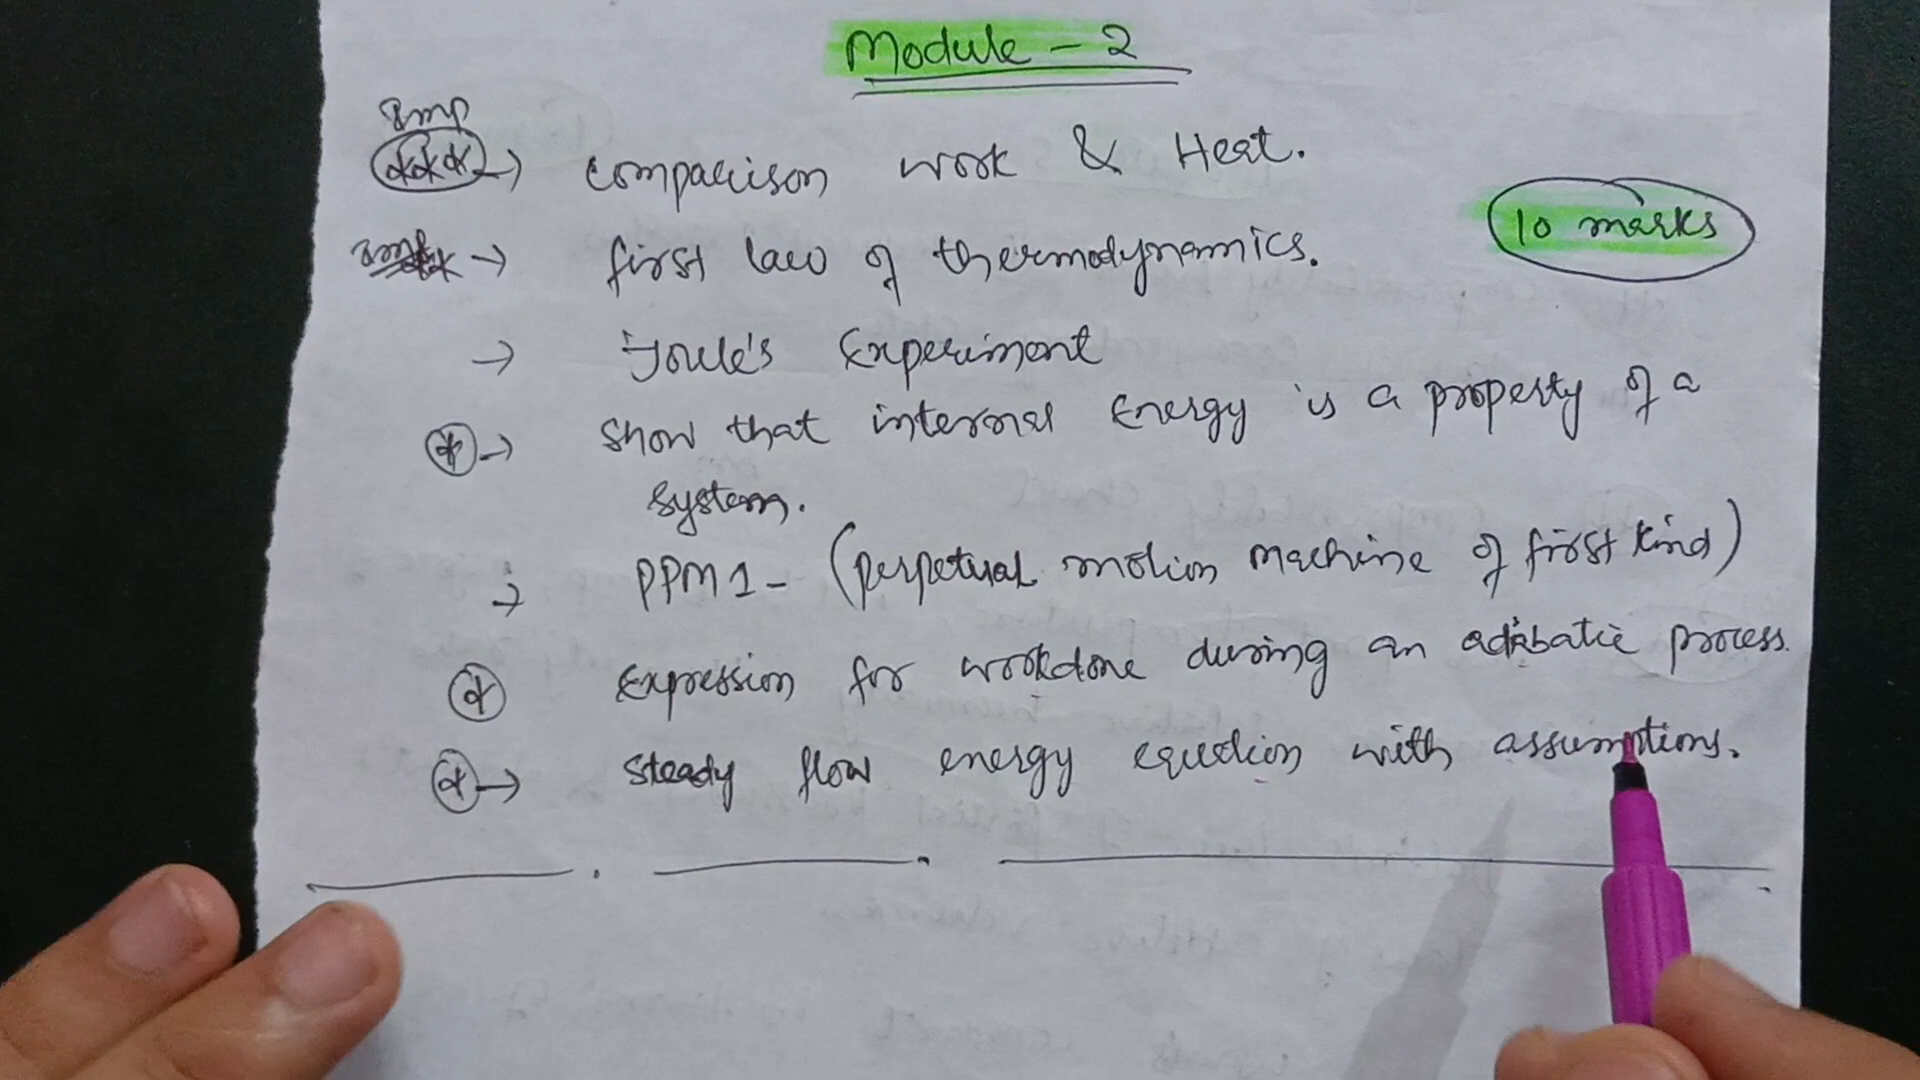 Module - 2
Imp
*** → comparison work & Heat.
10 marks
Imp → first law of thermodynamics.
→ Joule's Experiment
* → Show that internal Energy is a property of a
system.
→ PPM 1 - (perpetual motion machine of first kind)
* Expression for workdone during an adibatic process.
* → Steady flow energy equation with assumptions.